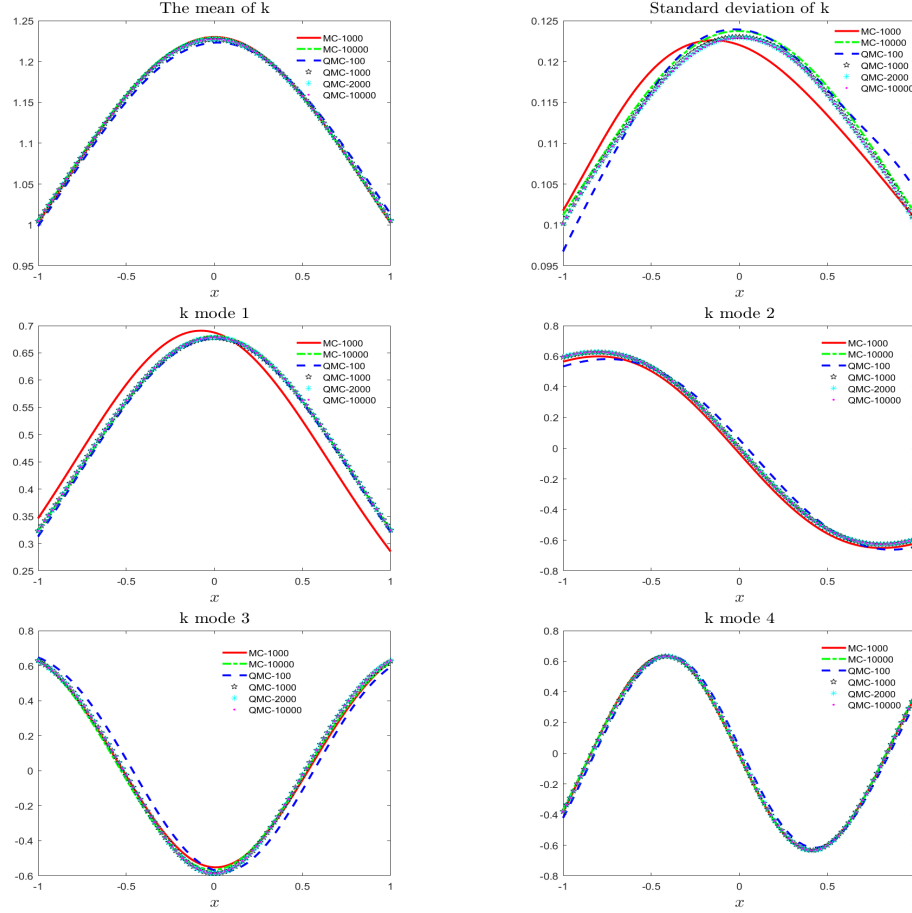 The mean of k
1.25
1.2
1.15
1.1
1.05
1
0.95
-1
-0.5
0
0.5
1
x
MC-1000
MC-10000
QMC-100
QMC-1000
QMC-2000
QMC-10000
Standard deviation of k
0.125
0.12
0.115
0.11
0.105
0.1
0.095
-1
-0.5
0
0.5
x
MC-1000
MC-10000
QMC-100
QMC-1000
QMC-2000
QMC-10000
k mode 1
0.7
0.65
0.6
0.55
0.5
0.45
0.4
0.35
0.3
0.25
-1
-0.5
0
0.5
1
x
MC-1000
MC-10000
QMC-100
QMC-1000
QMC-2000
QMC-10000
k mode 2
0.8
0.6
0.4
0.2
0
-0.2
-0.4
-0.6
-0.8
-1
-0.5
0
0.5
x
MC-1000
MC-10000
QMC-100
QMC-1000
QMC-2000
QMC-10000
k mode 3
0.8
0.6
0.4
0.2
0
-0.2
-0.4
-0.6
-1
-0.5
0
0.5
1
x
MC-1000
MC-10000
QMC-100
QMC-1000
QMC-2000
QMC-10000
k mode 4
0.8
0.6
0.4
0.2
0
-0.2
-0.4
-0.6
-0.8
-1
-0.5
0
0.5
x
MC-1000
MC-10000
QMC-100
QMC-1000
QMC-2000
QMC-10000